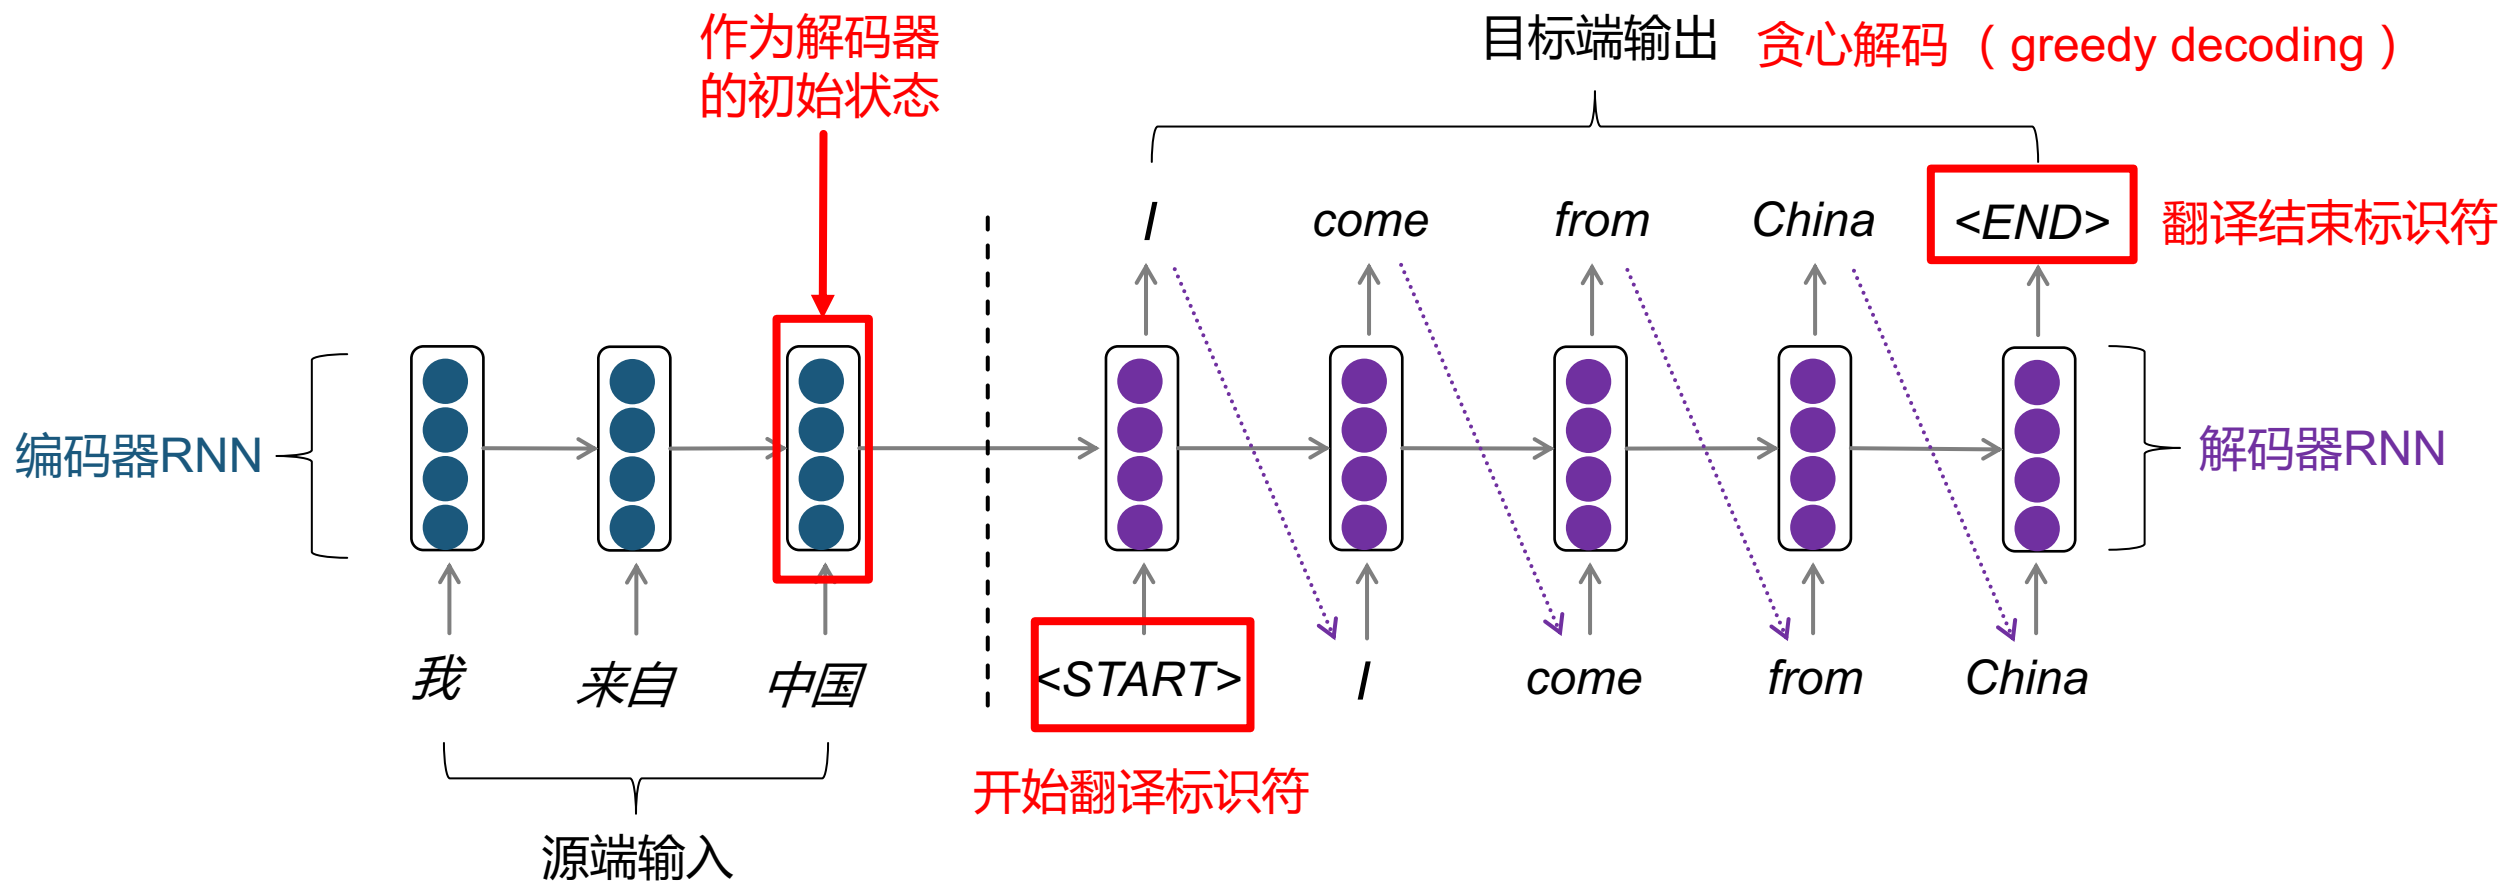 作为解码器
的初始状态
目标端输出
贪心解码（greedy decoding）
I
come
from
China
<END>
翻译结束标识符
编码器RNN
解码器RNN
我
来自
中国
<START>
I
come
from
China
开始翻译标识符
源端输入